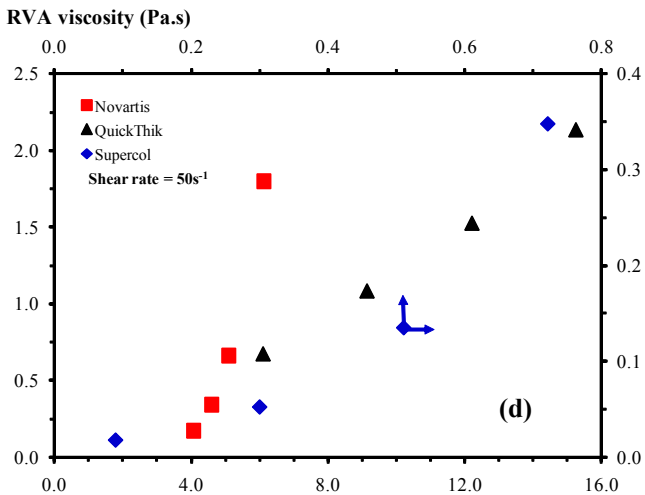 RVA viscosity (Pa.s)
0.0 0.2 0.4 0.6 0.8
2.5 0.4
Novartis
QuickThik
Supercol
Shear rate = 50s⁻¹
2.0 0.3
1.5
0.2
1.0
0.1
0.5
(d)
0.0 0.0
0.0 4.0 8.0 12.0 16.0